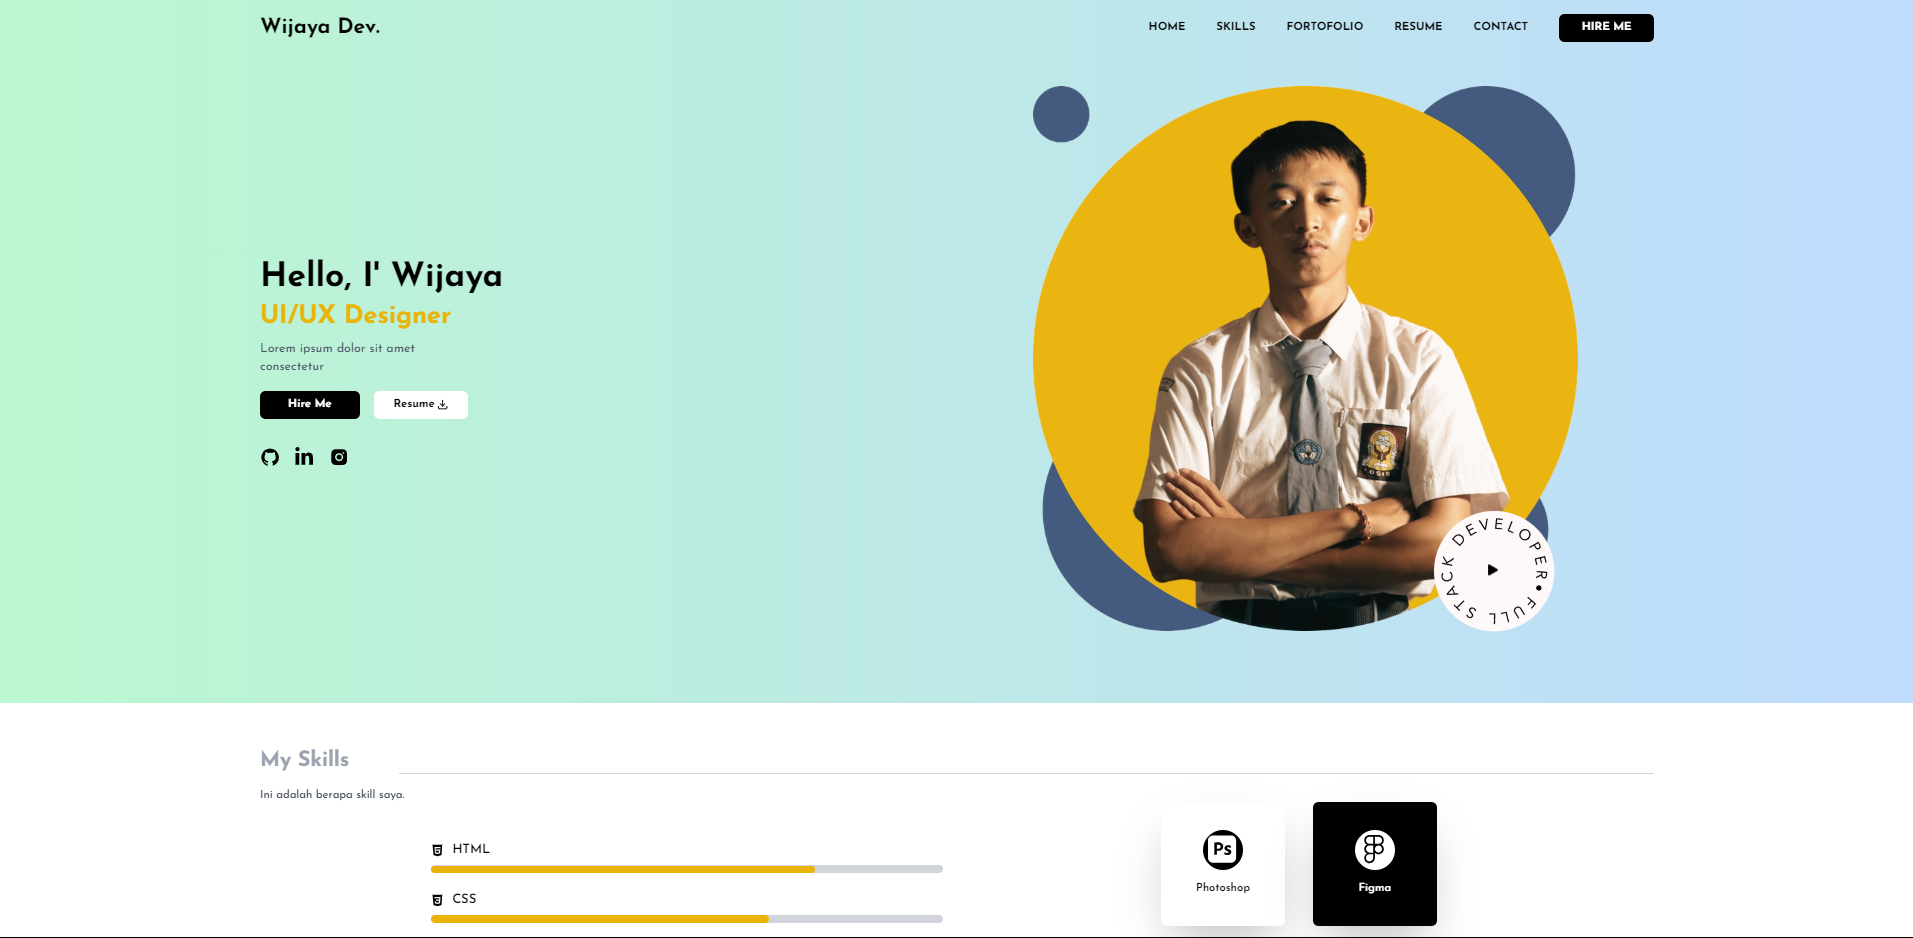 Wijaya Dev.
HOME SKILLS FORTOFOLIO RESUME CONTACT HIRE ME
Hello, I' Wijaya
UI/UX Designer
Lorem ipsum dolor sit amet
consectetur
Hire Me Resume
OSIS
DEVELOPER • FULL STACK
My Skills
Ini adalah berapa skill saya.
HTML
CSS
Ps
Photoshop
Figma